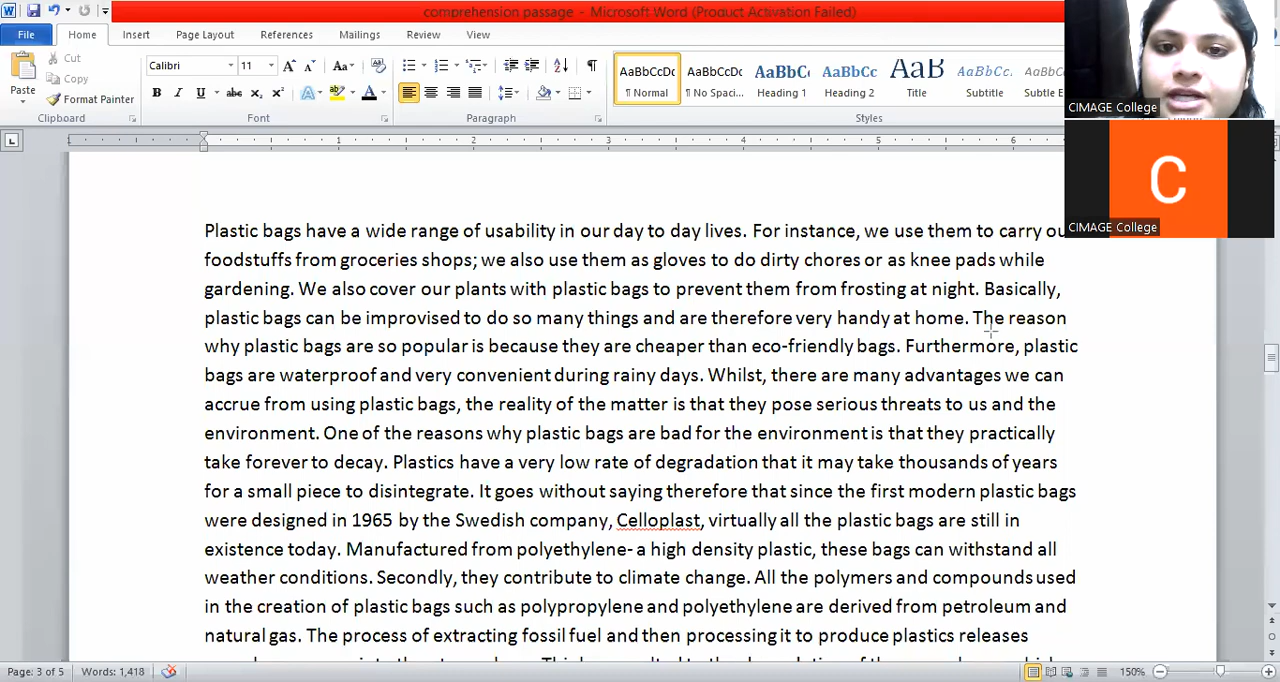 comprehension passage - Microsoft Word (Product Activation Failed)
File Home Insert Page Layout References Mailings Review View
Cut
Copy
Format Painter
Paste
Calibri 11
Clipboard Font Paragraph Styles
AaBbCcDc AaBbCcDc AaBbC AaBbCc AaB AaBbCc. AaBbCc
¶ Normal ¶ No Spaci... Heading 1 Heading 2 Title Subtitle Subtle E
CIMAGE College
C
CIMAGE College
1 2 3 4 5 6
Plastic bags have a wide range of usability in our day to day lives. For instance, we use them to carry
foodstuffs from groceries shops; we also use them as gloves to do dirty chores or as knee pads while
gardening. We also cover our plants with plastic bags to prevent them from frosting at night. Basically,
plastic bags can be improvised to do so many things and are therefore very handy at home. The reason
why plastic bags are so popular is because they are cheaper than eco-friendly bags. Furthermore, plastic
bags are waterproof and very convenient during rainy days. Whilst, there are many advantages we can
accrue from using plastic bags, the reality of the matter is that they pose serious threats to us and the
environment. One of the reasons why plastic bags are bad for the environment is that they practically
take forever to decay. Plastics have a very low rate of degradation that it may take thousands of years
for a small piece to disintegrate. It goes without saying therefore that since the first modern plastic bags
were designed in 1965 by the Swedish company, Celloplast, virtually all the plastic bags are still in
existence today. Manufactured from polyethylene- a high density plastic, these bags can withstand all
weather conditions. Secondly, they contribute to climate change. All the polymers and compounds used
in the creation of plastic bags such as polypropylene and polyethylene are derived from petroleum and
natural gas. The process of extracting fossil fuel and then processing it to produce plastics releases
Page: 3 of 5 Words: 1,418 150%